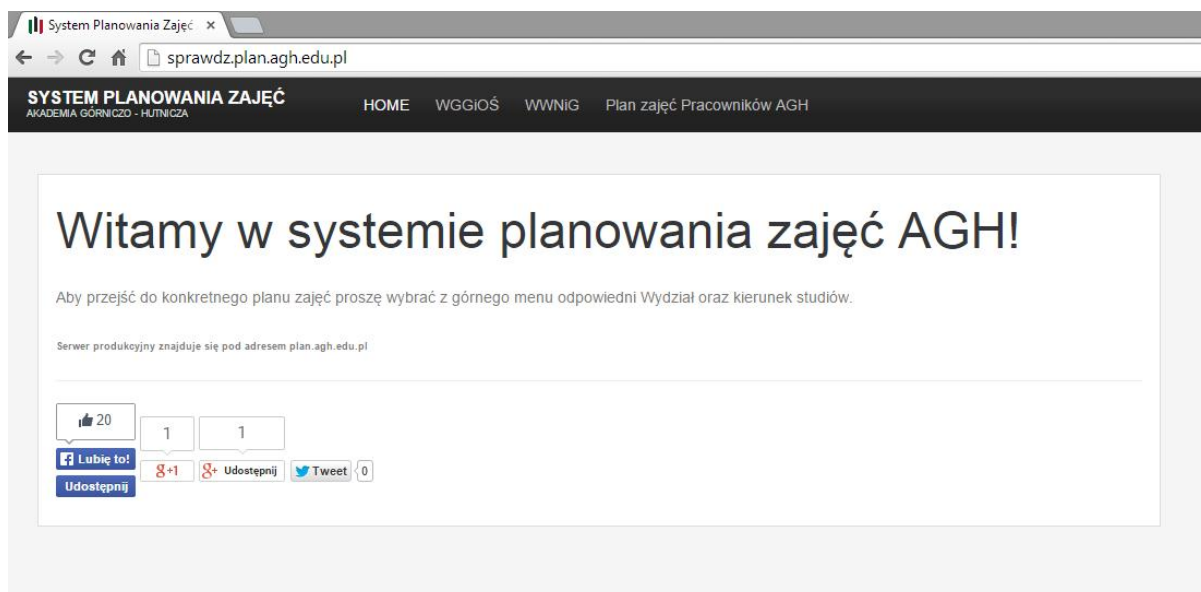 System Planowania Zajęć
sprawdz.plan.agh.edu.pl
SYSTEM PLANOWANIA ZAJĘĆ
AKADEMIA GÓRNICZO - HUTNICZA
HOME WGGiOŚ WWNiG Plan zajęć Pracowników AGH
Witamy w systemie planowania zajęć AGH!
Aby przejść do konkretnego planu zajęć proszę wybrać z górnego menu odpowiedni Wydział oraz kierunek studiów.
Serwer produkcyjny znajduje się pod adresem plan.agh.edu.pl
20
1 1
Lubię to!
g+1 g+ Udostępnij Tweet 0
Udostępnij